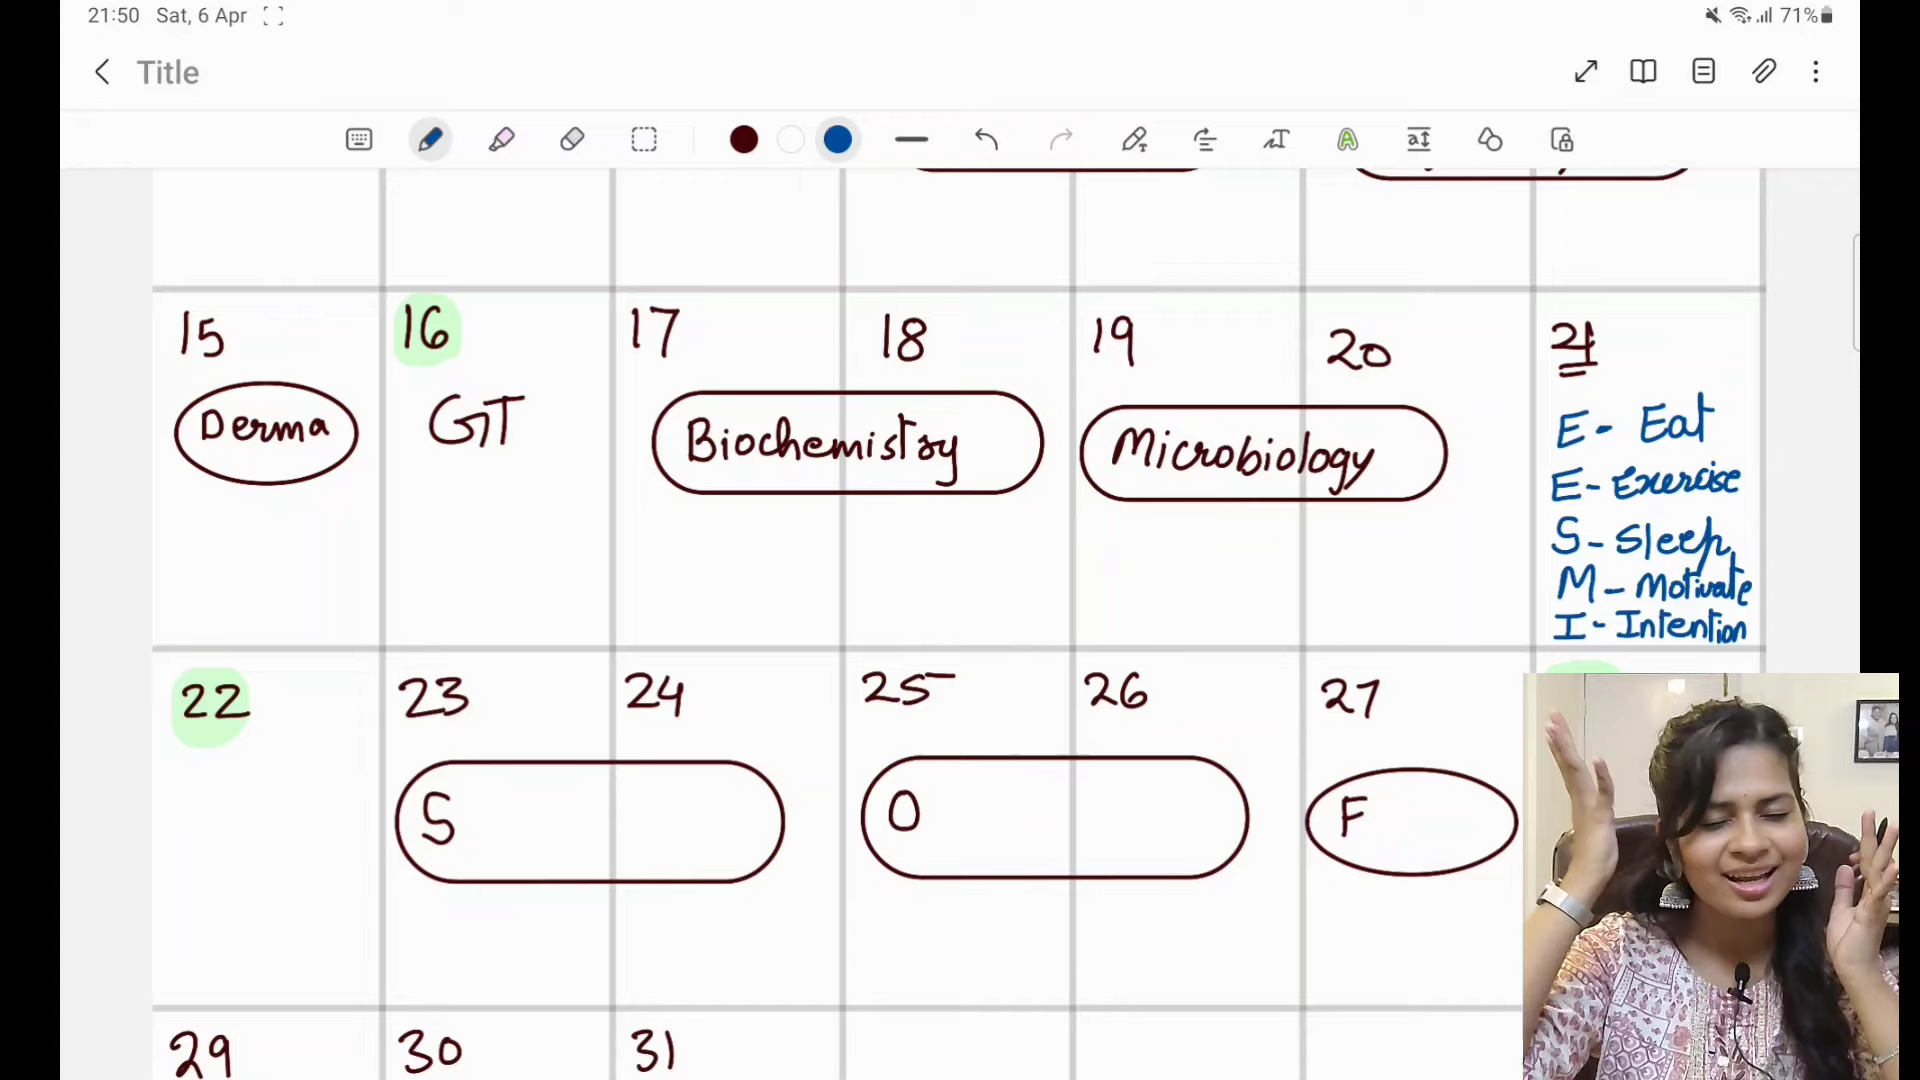 21:50 Sat, 6 Apr 71%
Title
15 16 17 18 19 20 21
Derma GT Biochemistry Microbiology
E - Eat
E - Exercise
S - Sleep
M - Motivate
I - Intention
22 23 24 25 26 27
S O F
29 30 31